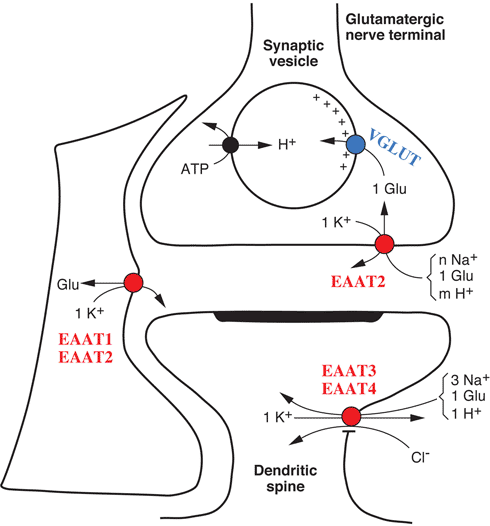 Glutamatergic
nerve terminal
Synaptic
vesicle
+ + + + + + + +
VGLUT
H+
ATP
1 Glu
1 K+
n Na+
1 Glu
m H+
EAAT2
Glu
1 K+
EAAT1
EAAT2
EAAT3
EAAT4
3 Na+
1 Glu
1 H+
1 K+
Cl-
Dendritic
spine